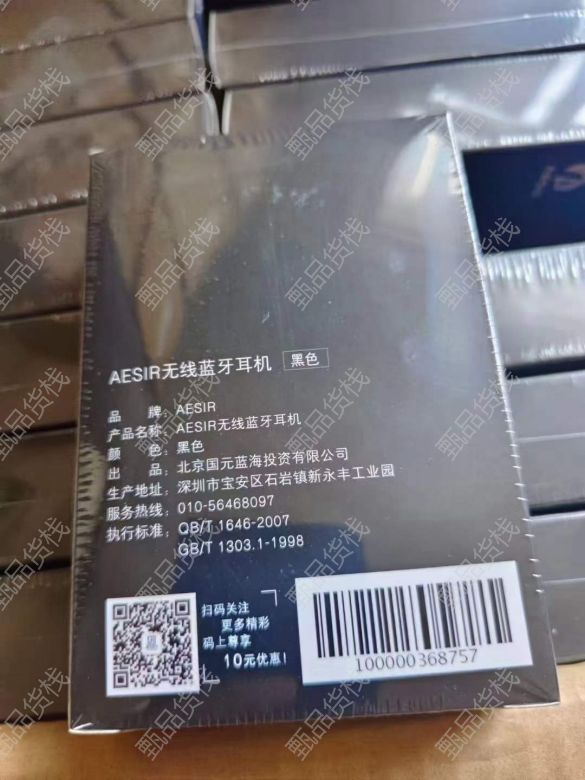 AESIR无线蓝牙耳机 黑色
品 牌：AESIR
产品名称：AESIR无线蓝牙耳机
颜 色：黑色
出 品：北京国元蓝海投资有限公司
生产地址：深圳市宝安区石岩镇新永丰工业园
服务热线：010-56468097
执行标准：QB/T 1646-2007
GB/T 1303.1-1998
扫码关注
更多精彩
码上尊享
10元优惠!
100000368757
甄品货栈